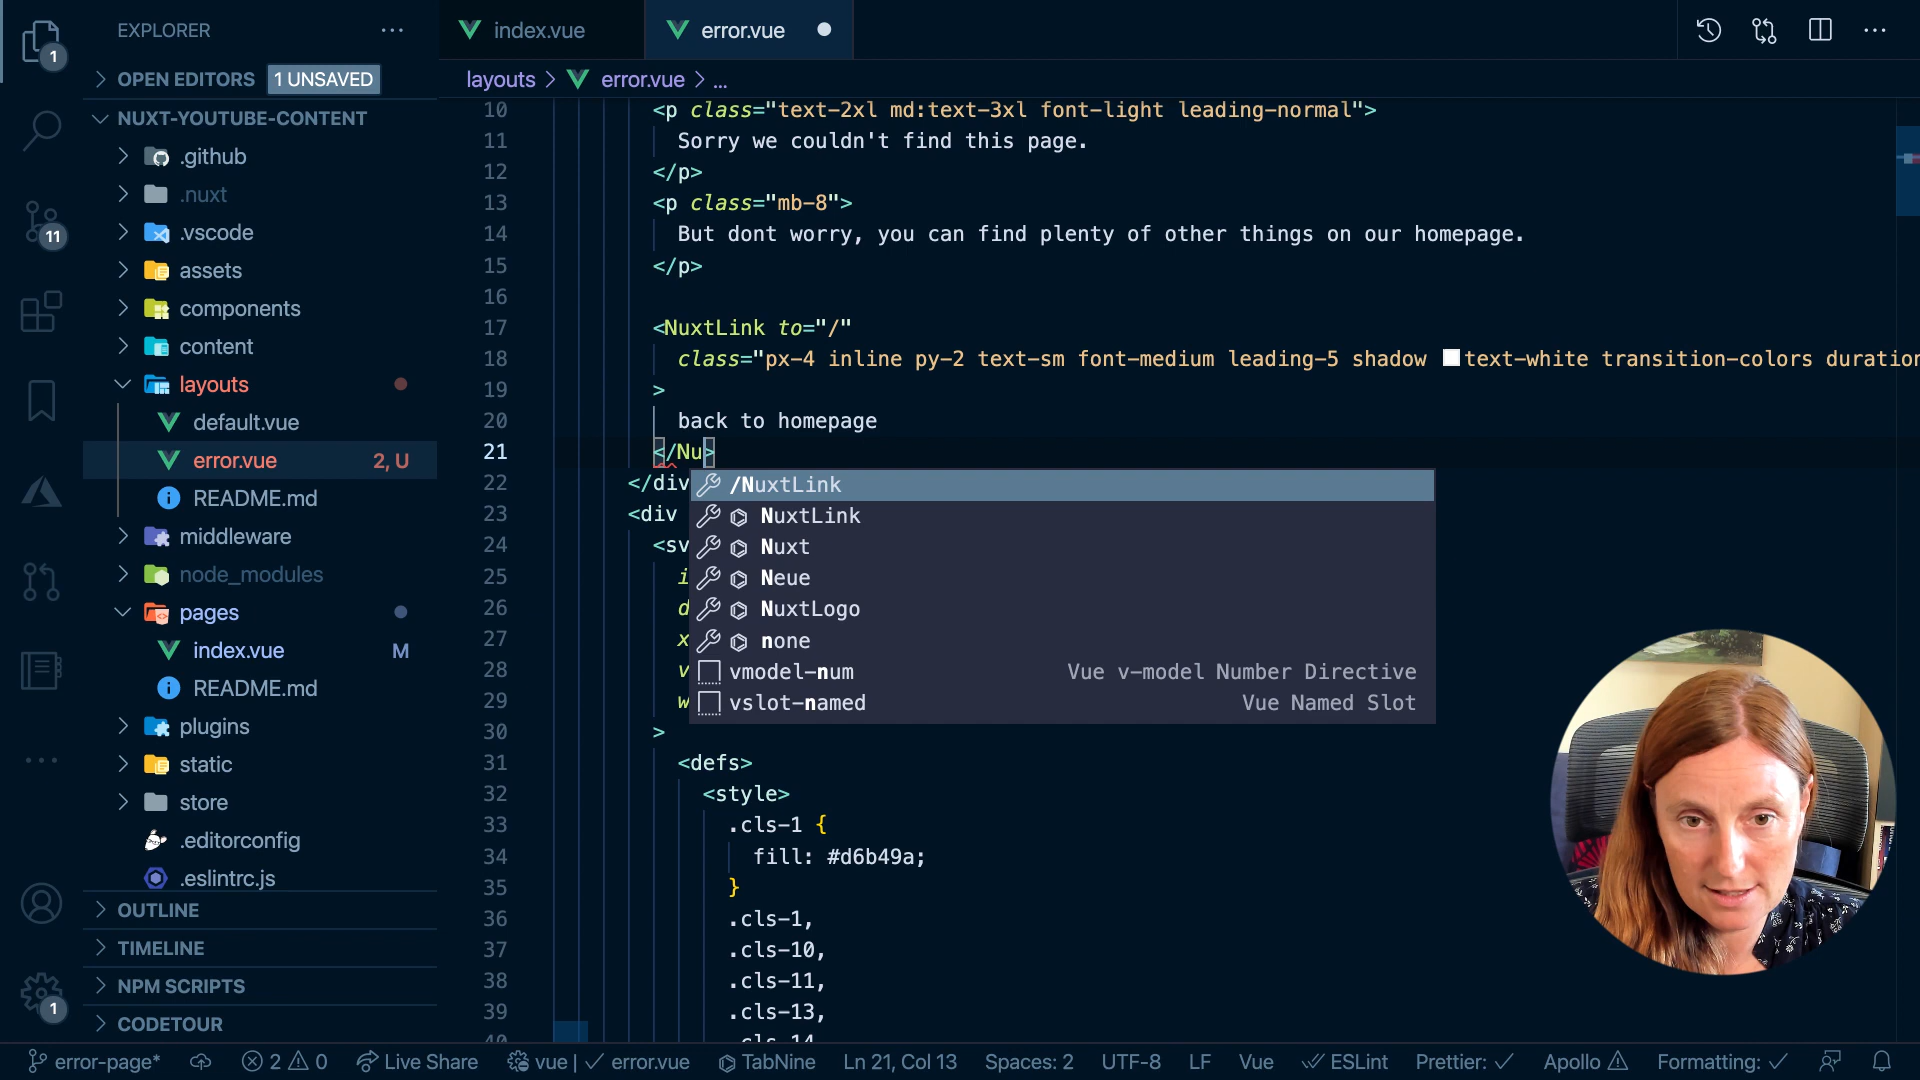 EXPLORER
index.vue
error.vue
OPEN EDITORS 1 UNSAVED
layouts > error.vue > ...
NUXT-YOUTUBE-CONTENT
.github
.nuxt
.vscode
assets
components
content
layouts
default.vue
error.vue 2, U
README.md
middleware
node_modules
pages
index.vue M
README.md
plugins
static
store
.editorconfig
.eslintrc.js
OUTLINE
TIMELINE
NPM SCRIPTS
CODETOUR
1
11
1
10 <p class="text-2xl md:text-3xl font-light leading-normal">
11 Sorry we couldn't find this page.
12 </p>
13 <p class="mb-8">
14 But dont worry, you can find plenty of other things on our homepage.
15 </p>
16
17 <NuxtLink to="/"
18 class="px-4 inline py-2 text-sm font-medium leading-5 shadow text-white transition-colors duration
19 >
20 back to homepage
21 </Nu>
22 </div
23 <div
24 <sv
25 i
26 d
27 x
28 v
29 w
30 >
31 <defs>
32 <style>
33 .cls-1 {
34 fill: #d6b49a;
35 }
36 .cls-1,
37 .cls-10,
38 .cls-11,
39 .cls-13,
40 .cls-14
/NuxtLink
NuxtLink
Nuxt
Neue
NuxtLogo
none
vmodel-num Vue v-model Number Directive
vslot-named Vue Named Slot
error-page* 2 0 Live Share vue | error.vue TabNine Ln 21, Col 13 Spaces: 2 UTF-8 LF Vue ESLint Prettier: Apollo Formatting: